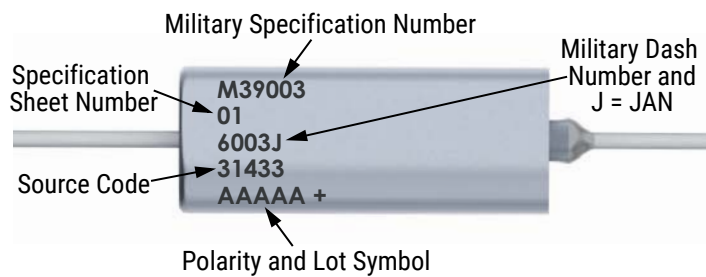 Military Specification Number
Specification
Sheet Number
Military Dash
Number and
J = JAN
M39003
01
6003J
31433
AAAAA +
Source Code
Polarity and Lot Symbol